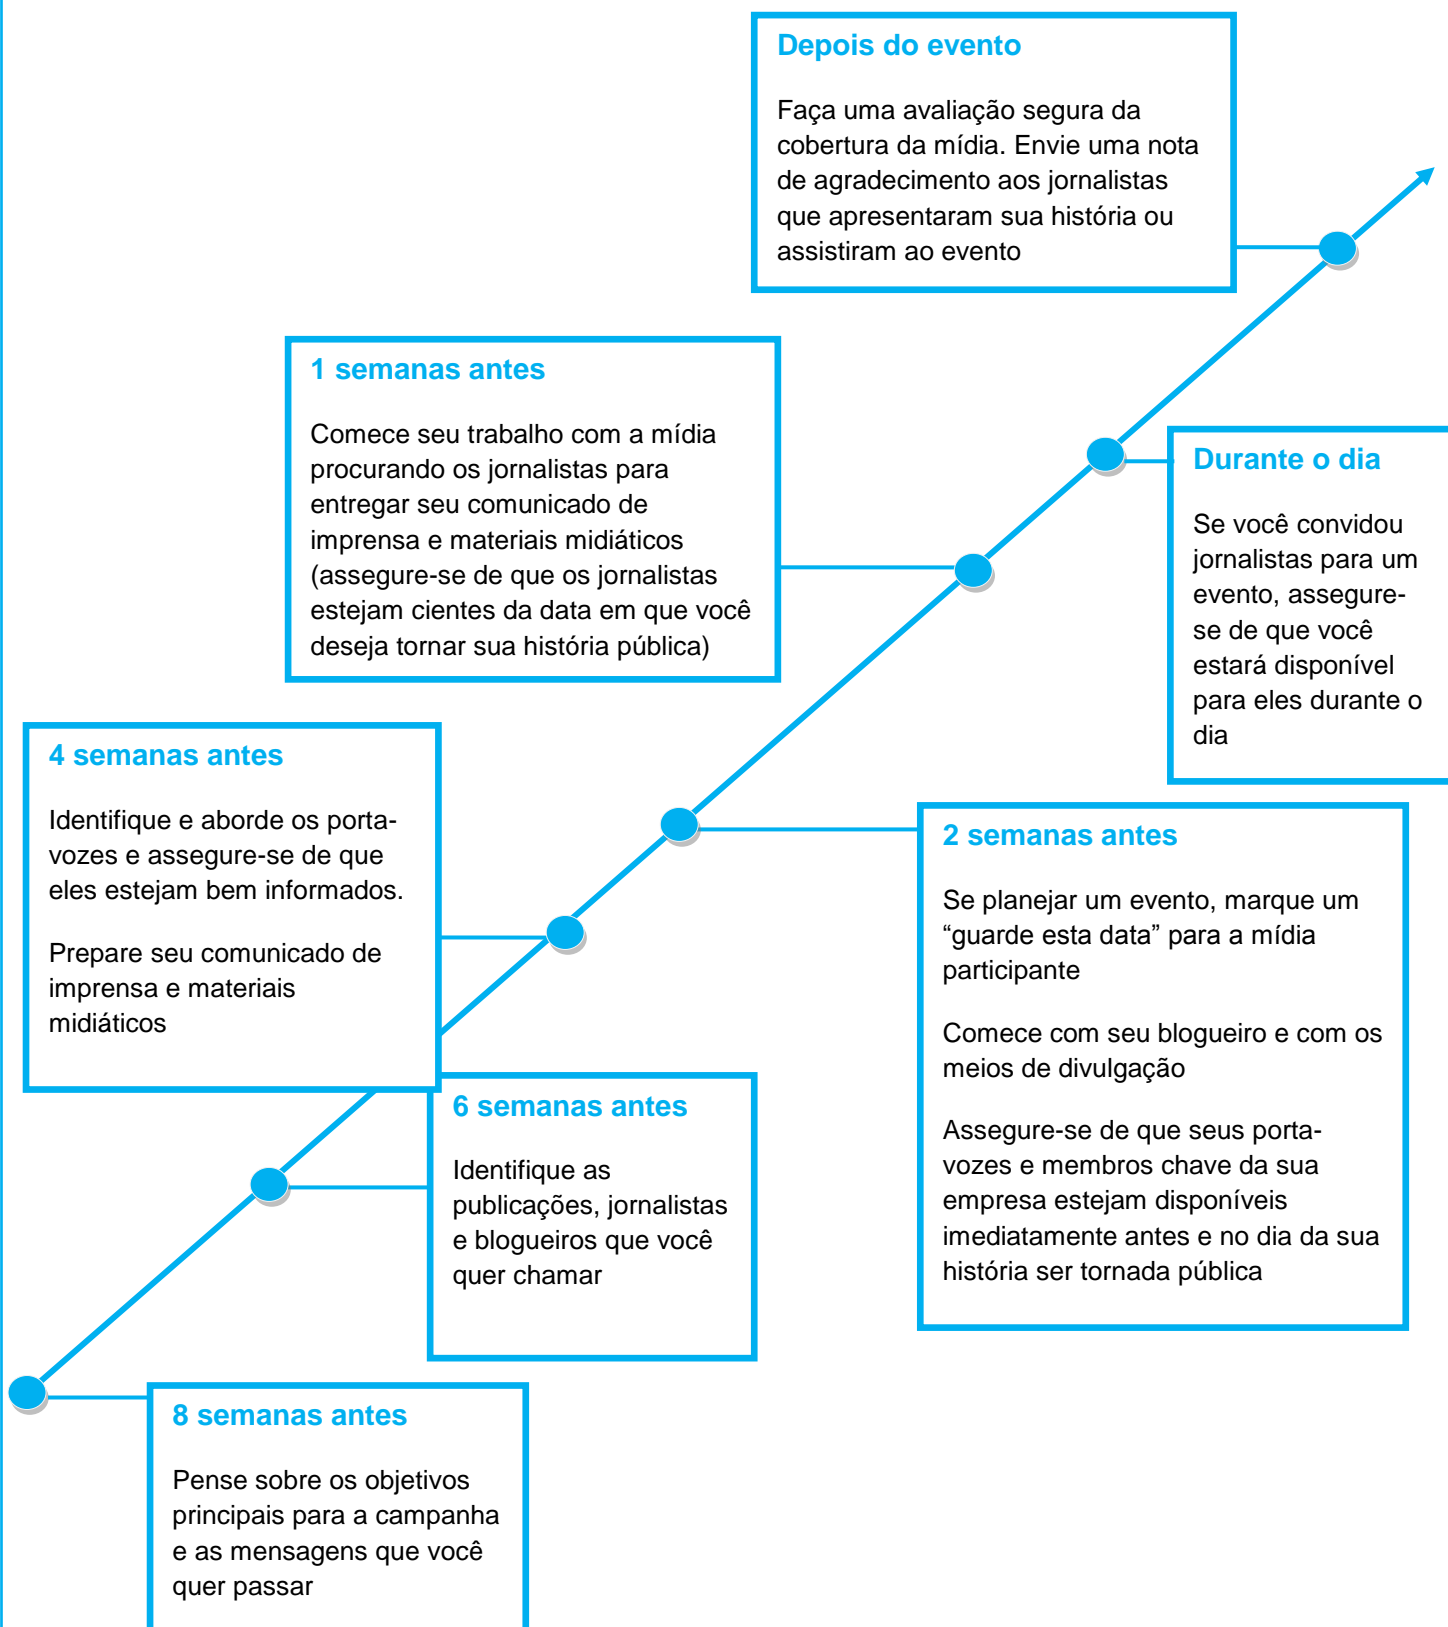 Depois do evento
Faça uma avaliação segura da
cobertura da mídia. Envie uma nota
de agradecimento aos jornalistas
que apresentaram sua história ou
assistiram ao evento
1 semanas antes
Comece seu trabalho com a mídia
procurando os jornalistas para
entregar seu comunicado de
imprensa e materiais midiáticos
(assegure-se de que os jornalistas
estejam cientes da data em que você
deseja tornar sua história pública)
Durante o dia
Se você convidou
jornalistas para um
evento, assegure-
se de que você
estará disponível
para eles durante o
dia
4 semanas antes
Identifique e aborde os porta-
vozes e assegure-se de que
eles estejam bem informados.
Prepare seu comunicado de
imprensa e materiais
midiáticos
2 semanas antes
Se planejar um evento, marque um
“guarde esta data” para a mídia
participante
Comece com seu blogueiro e com os
meios de divulgação
Assegure-se de que seus porta-
vozes e membros chave da sua
empresa estejam disponíveis
imediatamente antes e no dia da sua
história ser tornada pública
6 semanas antes
Identifique as
publicações, jornalistas
e blogueiros que você
quer chamar
8 semanas antes
Pense sobre os objetivos
principais para a campanha
e as mensagens que você
quer passar